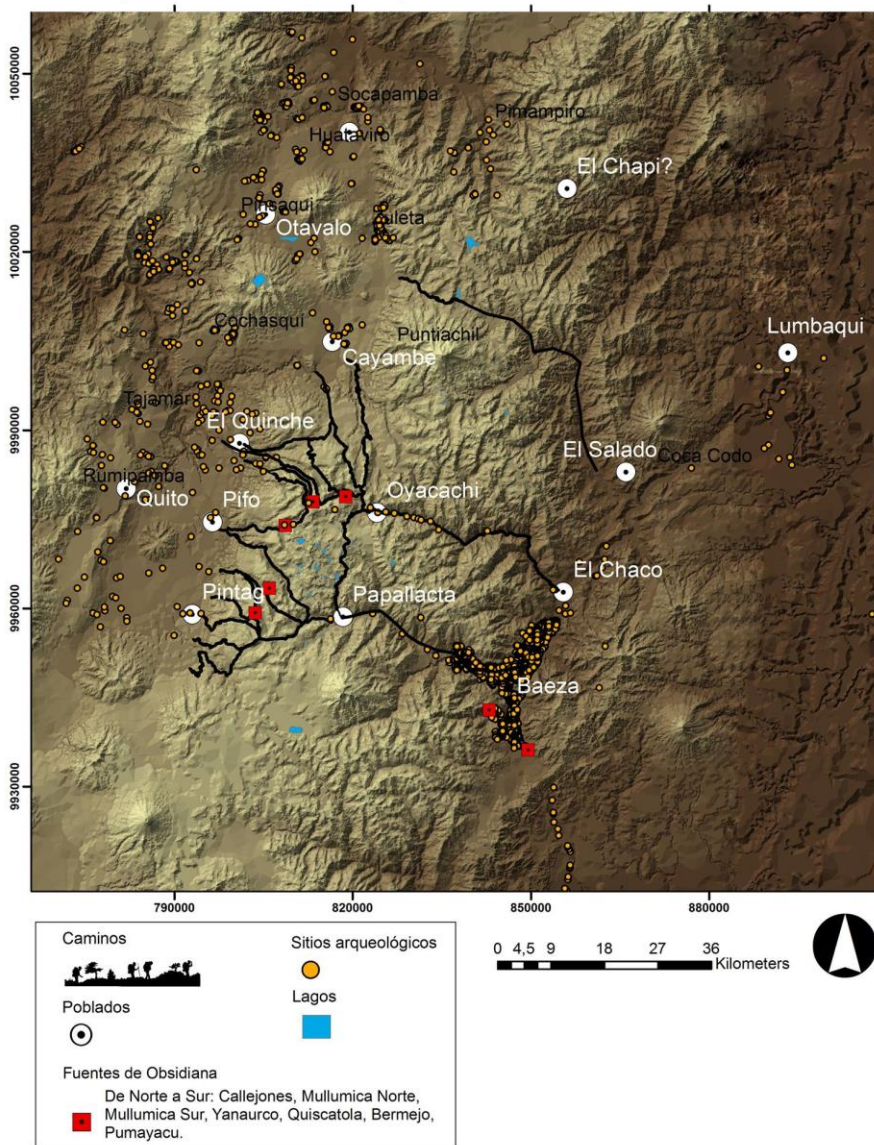 10050000
Socapamba
Pimampiro
Huataviro
El Chapi?
Pinsaqui
Zuleta
Otavalo
10020000
Cochasqui
Puntiachil
Lumbaqui
Cayambe
Tajamar
9990000
El Quinche
El Salado
Coca Codo
Rumipamba
Quito
Pifo
Oyacachi
El Chaco
Pintag
Papallacta
9960000
Baeza
9930000
790000 820000 850000 880000
Caminos
Sitios arqueológicos
Poblados
Lagos
Fuentes de Obsidiana
De Norte a Sur: Callejones, Mullumica Norte,
Mullumica Sur, Yanaurco, Quiscatola, Bermejo,
Pumayacu.
0 4,5 9 18 27 36
Kilometers